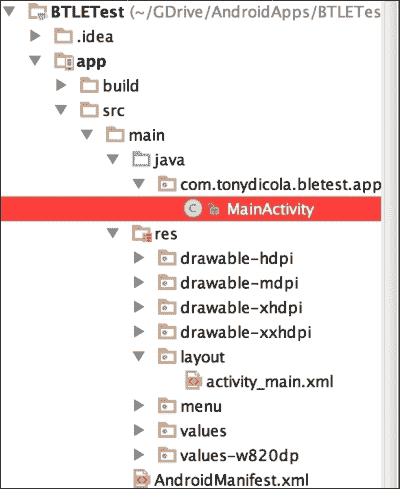 BTLETest (~/GDrive/AndroidApps/BTLETes
.idea
app
build
src
main
java
com.tonydicola.bletest.app
MainActivity
res
drawable-hdpi
drawable-mdpi
drawable-xhdpi
drawable-xxhdpi
layout
activity_main.xml
menu
values
values-w820dp
AndroidManifest.xml